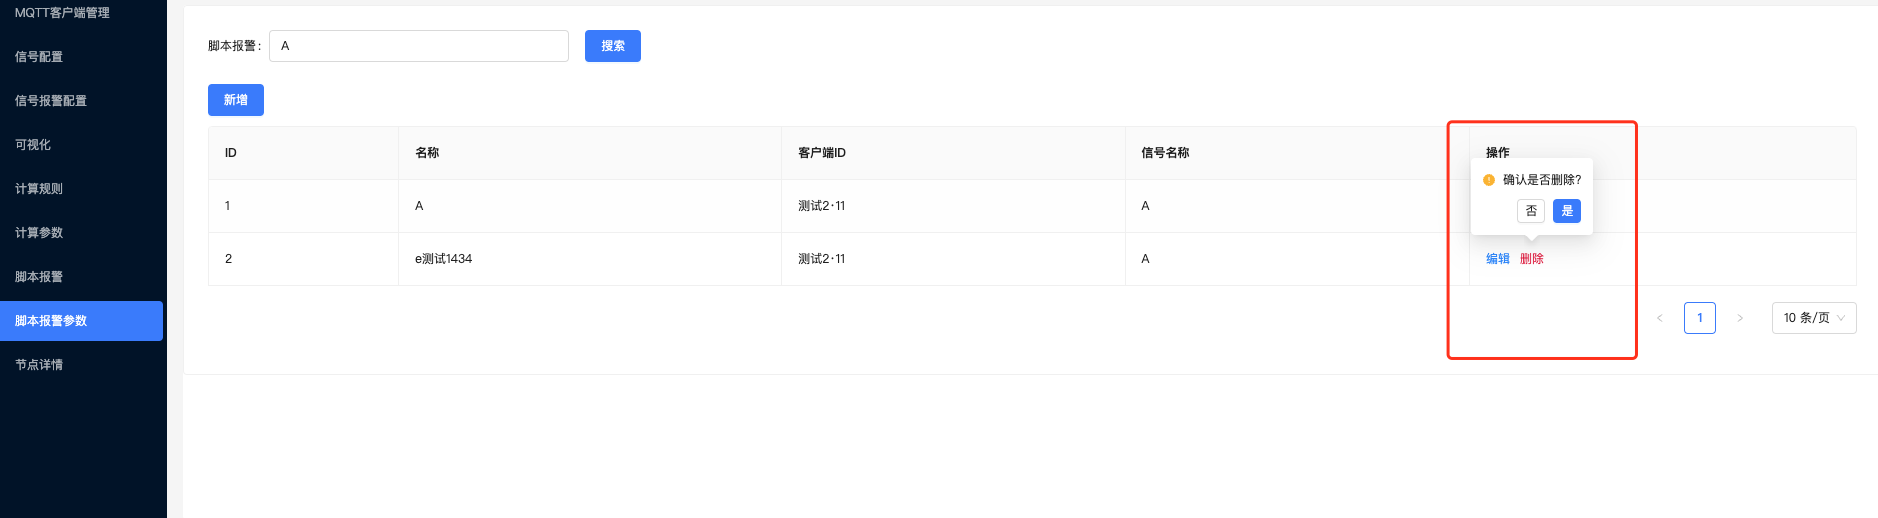 MQTT客户端管理
信号配置
信号报警配置
可视化
计算规则
计算参数
脚本报警
脚本报警参数
节点详情
脚本报警: A 搜索
新增
ID 名称 客户端ID 信号名称 操作
1 A 测试2·11 A
确认是否删除?
否 是
2 e测试1434 测试2·11 A 编辑 删除
< 1 > 10 条/页